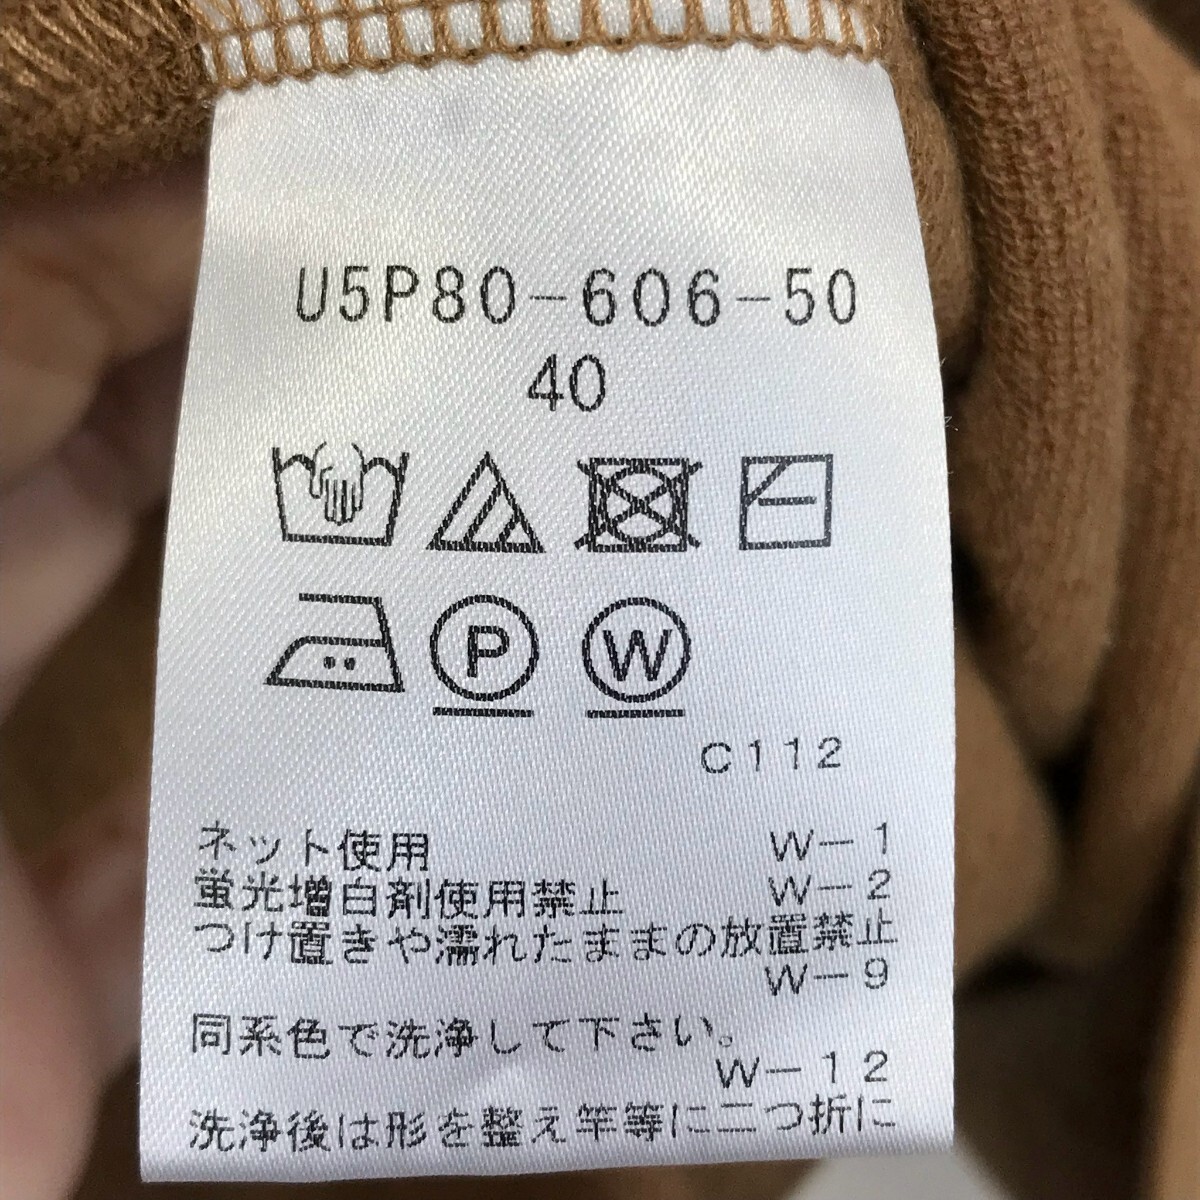 U5P80-606-50
40
P W
C112
ネット使用 W-1
蛍光増白剤使用禁止 W-2
つけ置きや濡れたままの放置禁止
W-9
同系色で洗浄して下さい。
W-12
洗浄後は形を整え竿等に二つ折に